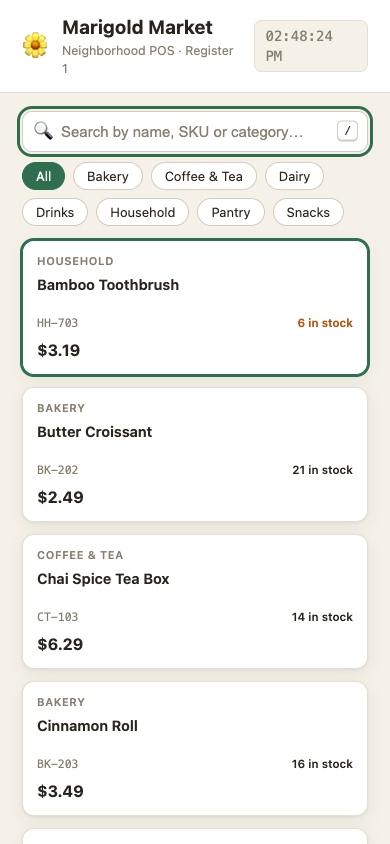 Marigold Market
Neighborhood POS · Register
1
02:48:24
PM
Search by name, SKU or category…
/
All
Bakery
Coffee & Tea
Dairy
Drinks
Household
Pantry
Snacks
HOUSEHOLD
Bamboo Toothbrush
HH-703
6 in stock
$3.19
BAKERY
Butter Croissant
BK-202
21 in stock
$2.49
COFFEE & TEA
Chai Spice Tea Box
CT-103
14 in stock
$6.29
BAKERY
Cinnamon Roll
BK-203
16 in stock
$3.49